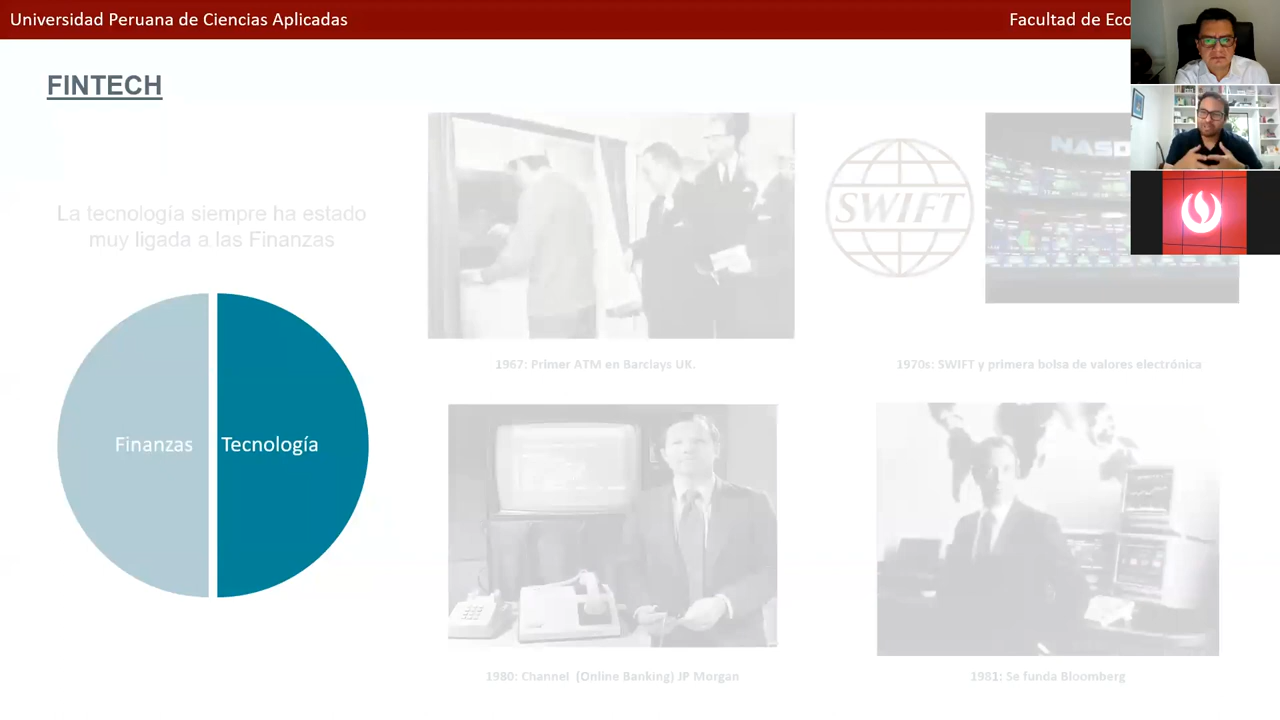 Universidad Peruana de Ciencias Aplicadas
Facultad de
FINTECH
La tecnología siempre ha estado
muy ligada a las Finanzas
Finanzas
Tecnología
SWIFT
1967: Primer ATM en Barclays UK.
1970s: SWIFT y primera bolsa de valores electrónica
1980: Channel (Online Banking) JP Morgan
1981: Se funda Bloomberg